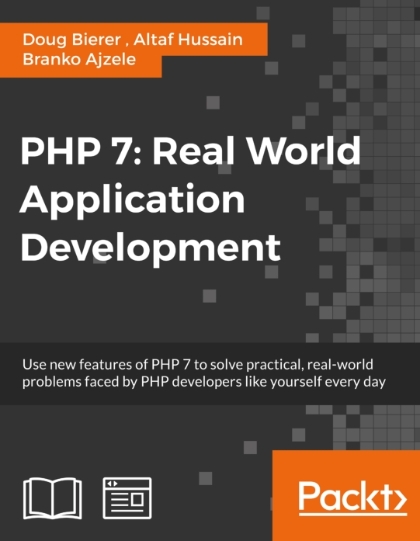 Doug Bierer , Altaf Hussain
Branko Ajzele
PHP 7: Real World
Application
Development
Use new features of PHP 7 to solve practical, real-world
problems faced by PHP developers like yourself every day
Packt>